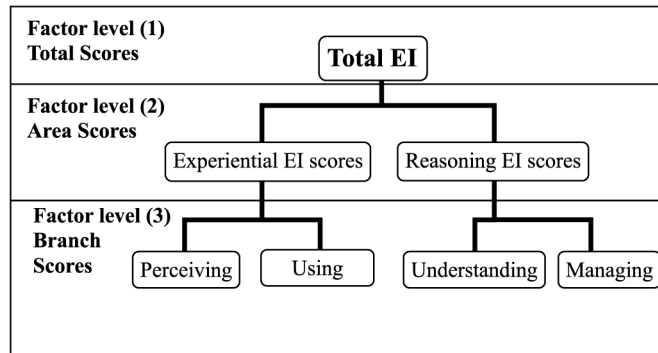 Factor level (1)
Total Scores
Total EI
Factor level (2)
Area Scores
Experiential EI scores
Reasoning EI scores
Factor level (3)
Branch
Scores
Perceiving
Using
Understanding
Managing